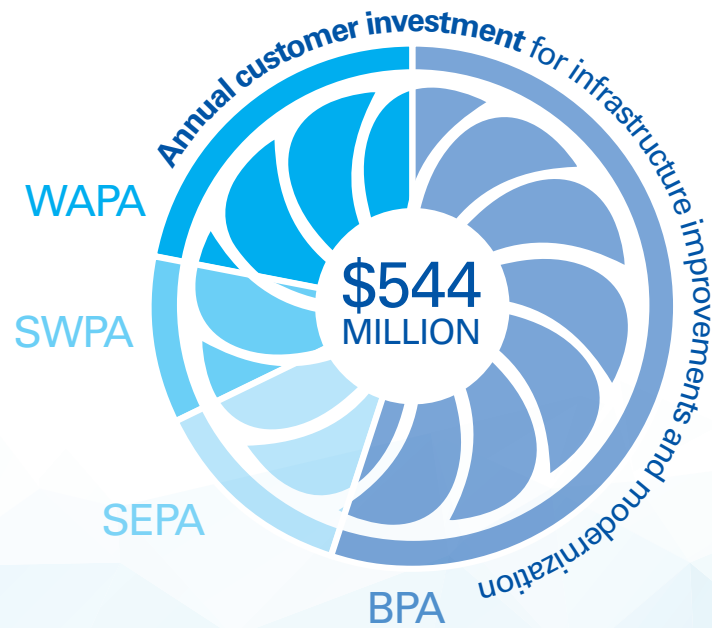 Annual customer investment for infrastructure improvements and modernization
WAPA
$544
MILLION
SWPA
SEPA
BPA